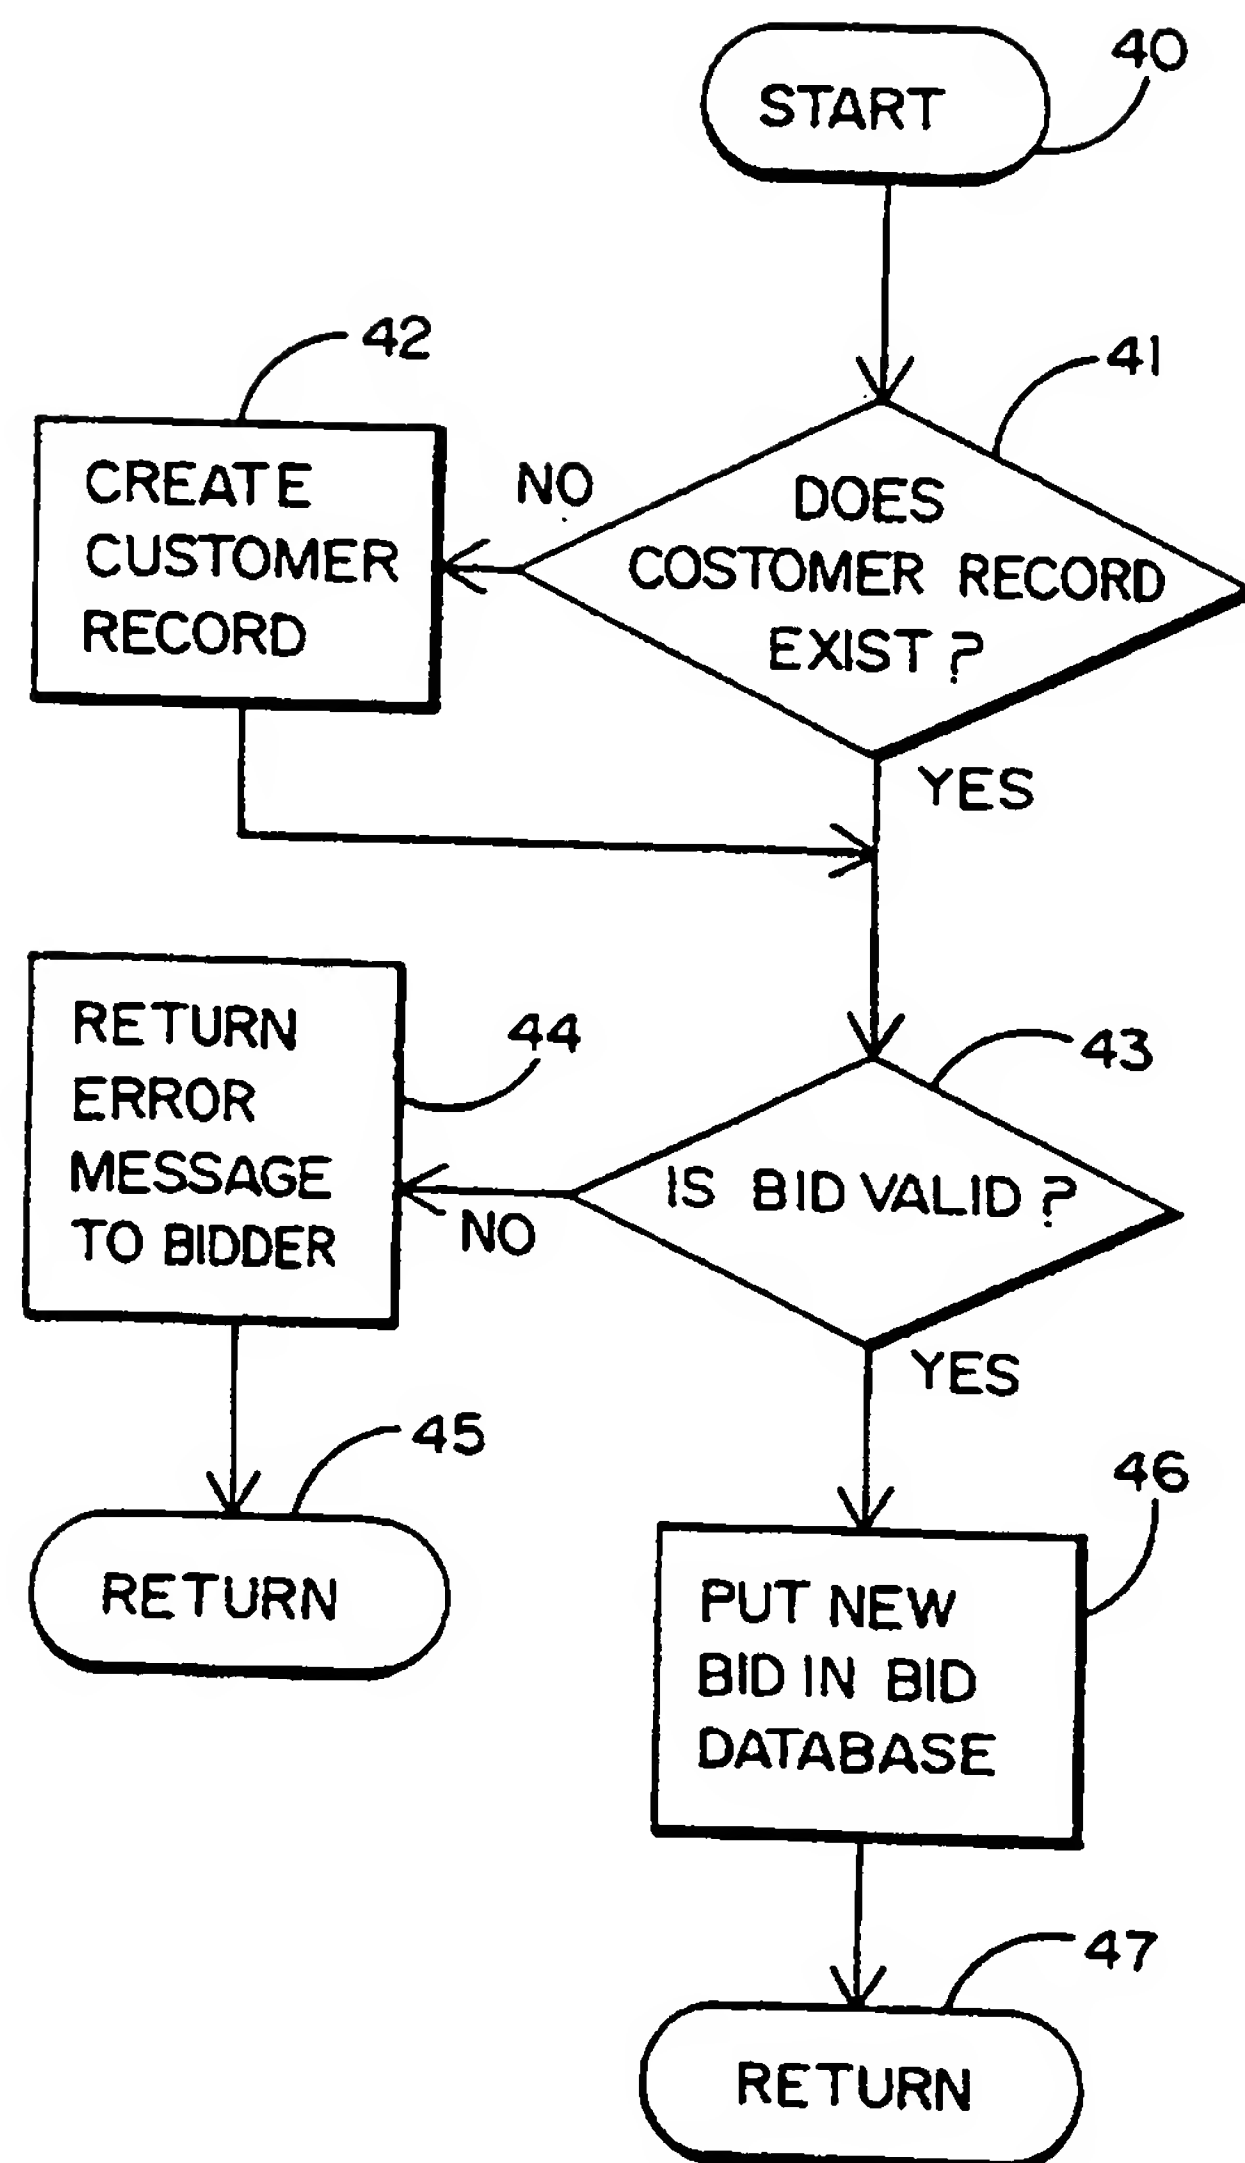 START
40
41
DOES
COSTOMER RECORD
EXIST?
NO
YES
42
CREATE
CUSTOMER
RECORD
43
IS BID VALID?
NO
YES
44
RETURN
ERROR
MESSAGE
TO BIDDER
45
RETURN
46
PUT NEW
BID IN BID
DATABASE
47
RETURN